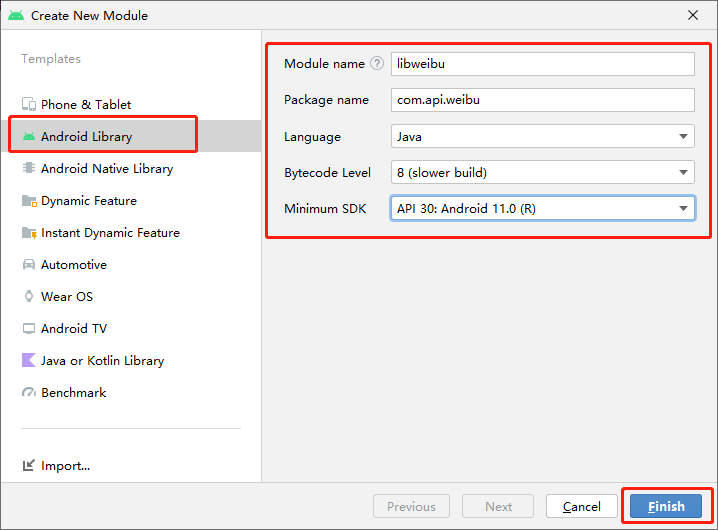 Create New Module
Templates
Phone & Tablet
Android Library
Android Native Library
Dynamic Feature
Instant Dynamic Feature
Automotive
Wear OS
Android TV
Java or Kotlin Library
Benchmark
Import...
Module name ? libweibu
Package name com.api.weibu
Language Java
Bytecode Level 8 (slower build)
Minimum SDK API 30: Android 11.0 (R)
Previous Next Cancel Finish